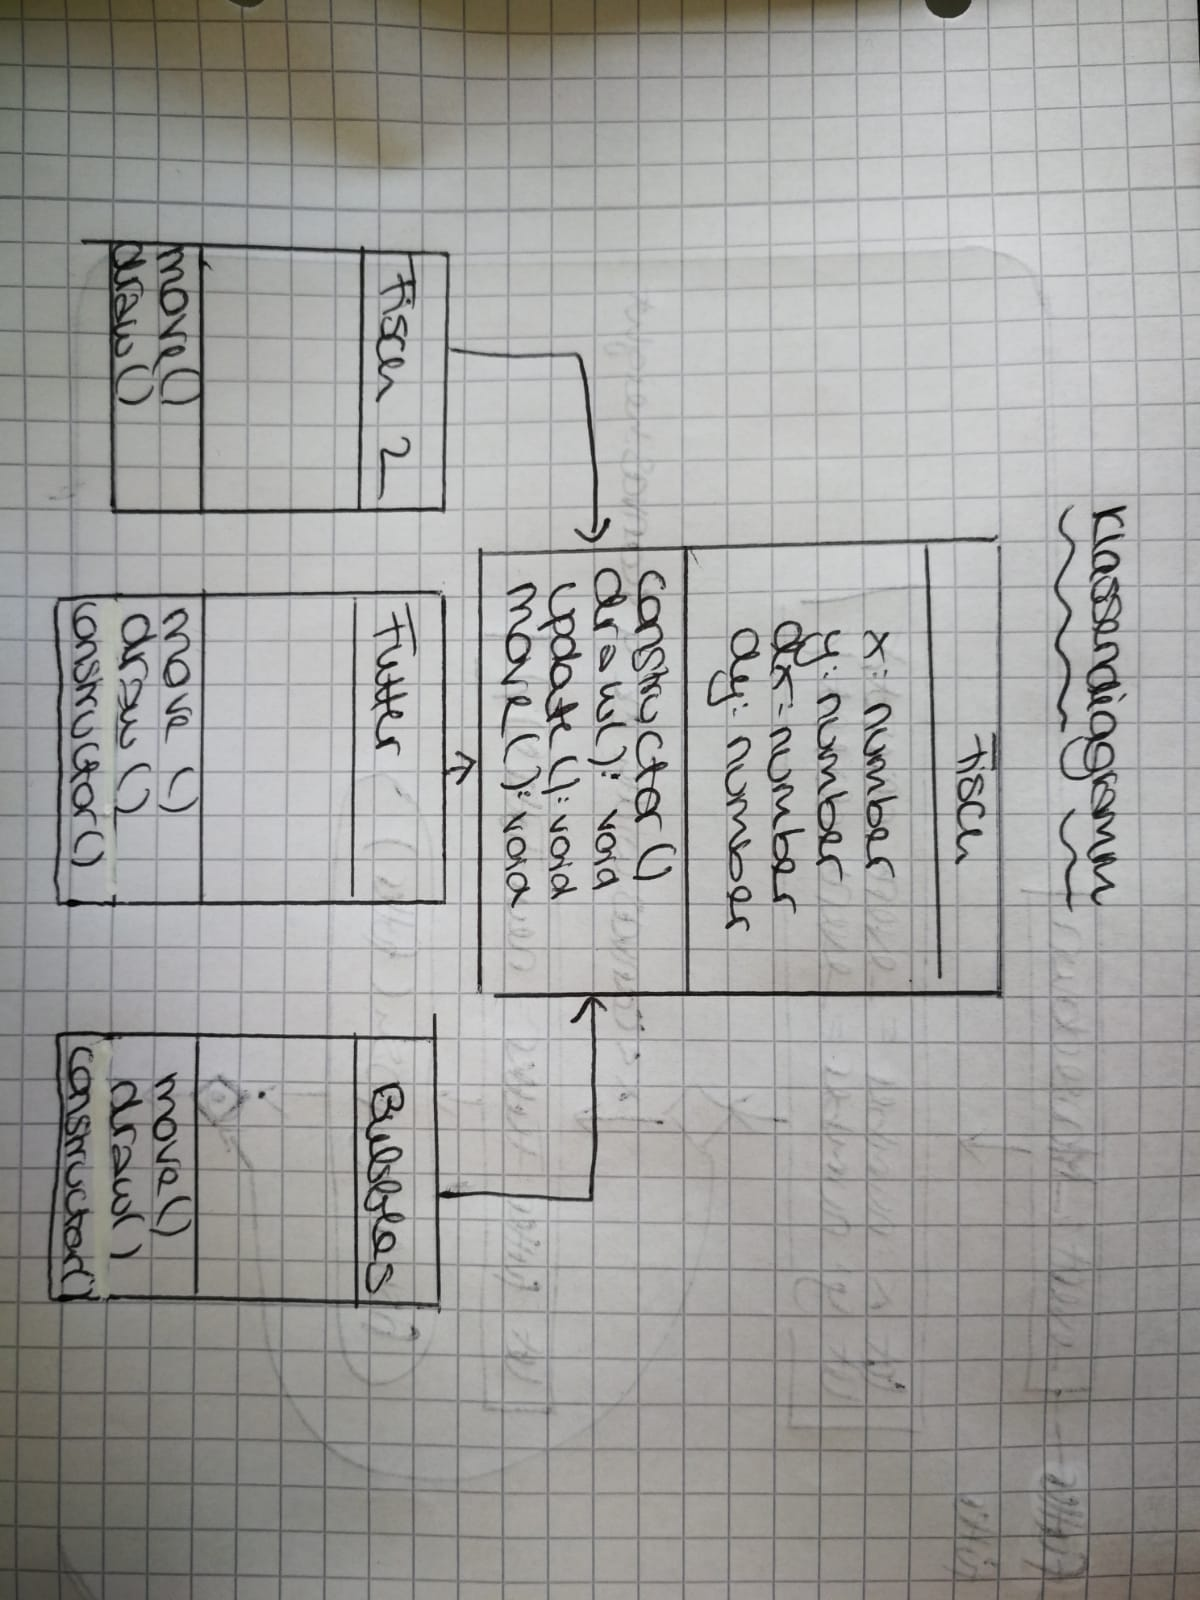 Klassendiagramm
Fisch
x: number
y: number
dx: number
dy: number
constructor()
draw(): void
update(): void
move(): void
Fisch 2
move()
draw()
Futter
move()
draw()
constructor()
Bubbles
move()
draw()
constructor()